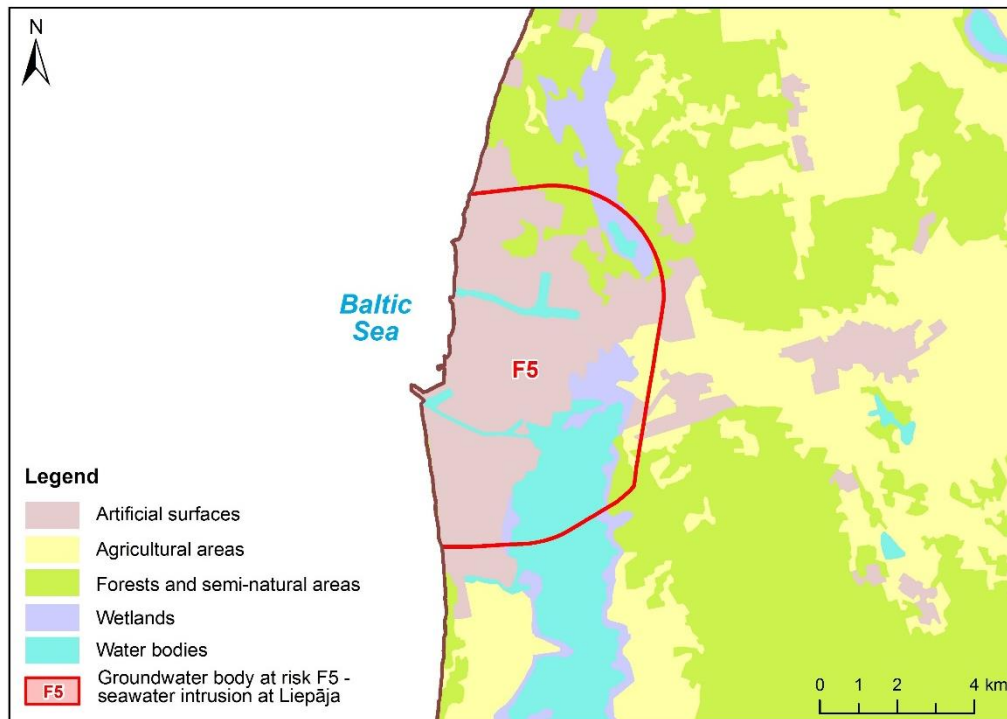 N
Baltic
Sea
F5
Legend
Artificial surfaces
Agricultural areas
Forests and semi-natural areas
Wetlands
Water bodies
F5
Groundwater body at risk F5 -
seawater intrusion at Liepāja
0 1 2 4 km